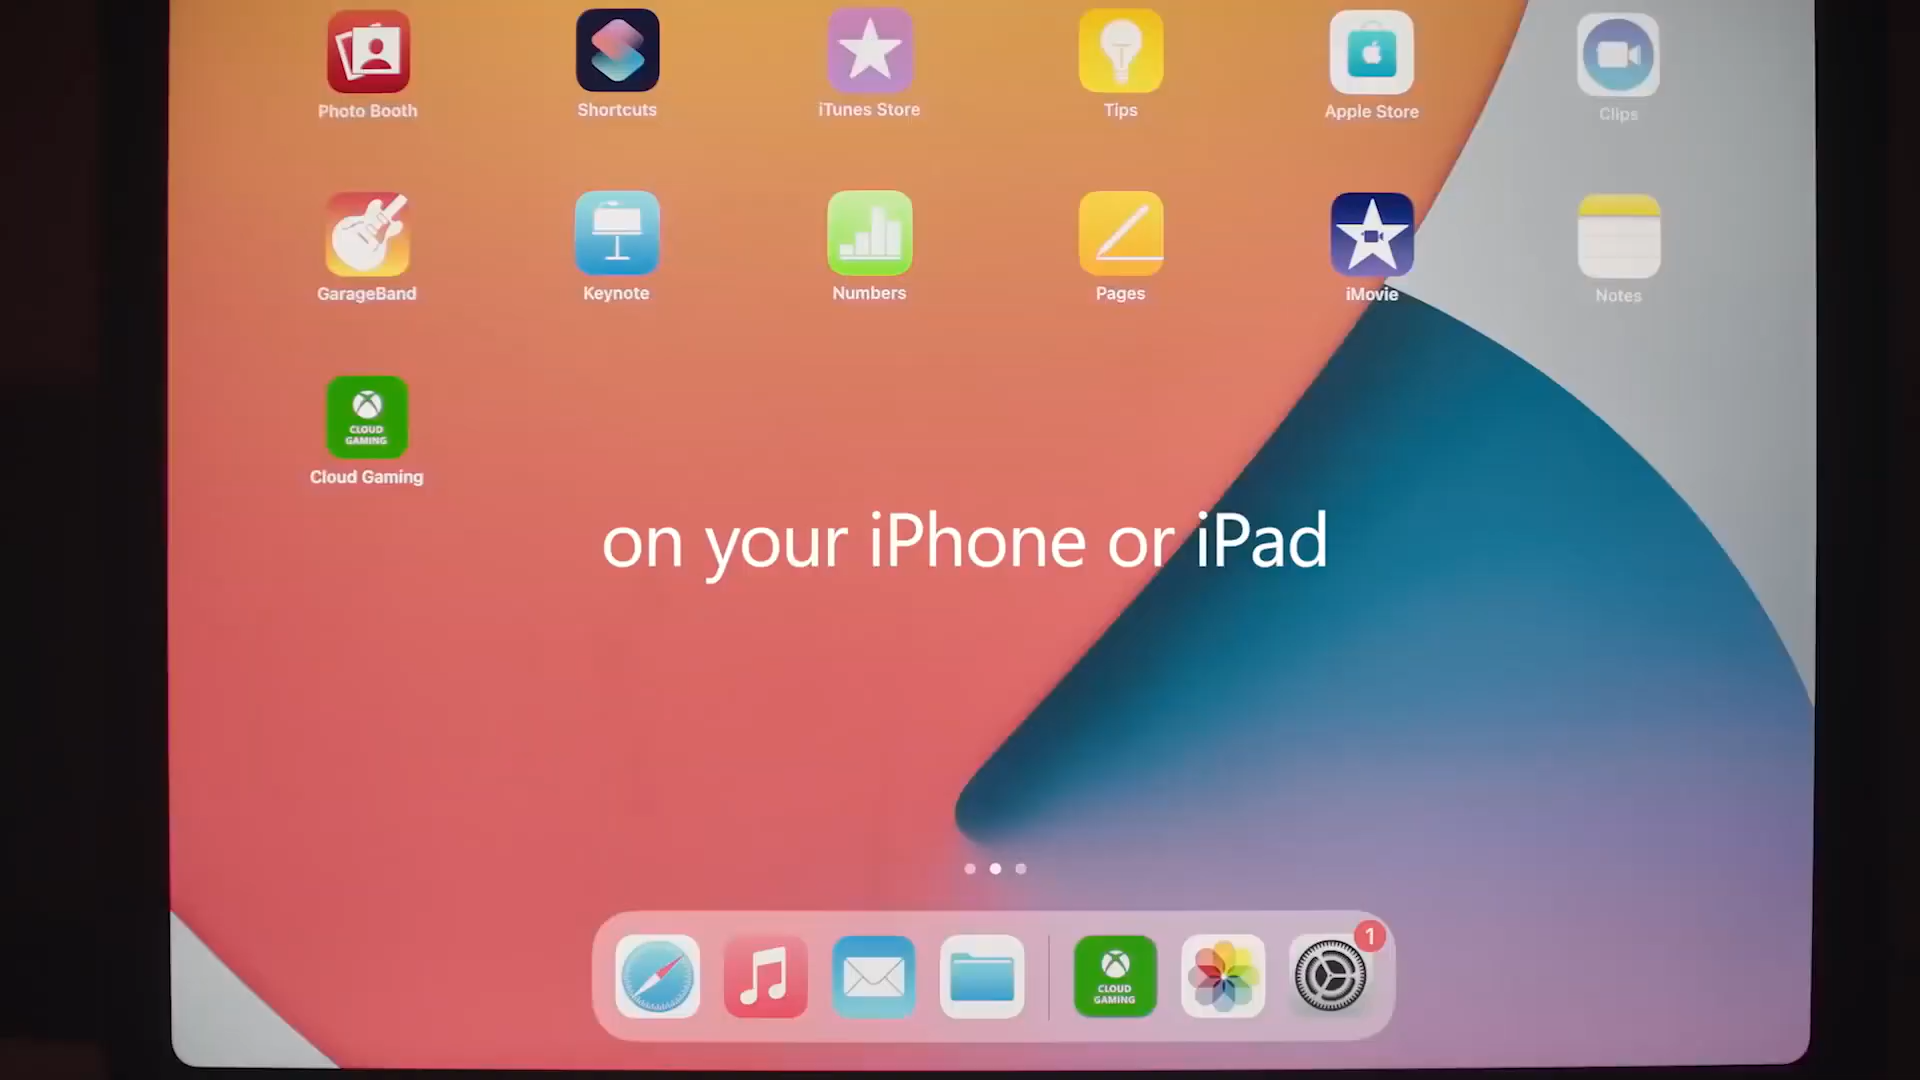 Photo Booth
Shortcuts
iTunes Store
Tips
Apple Store
Clips
GarageBand
Keynote
Numbers
Pages
iMovie
Notes
CLOUD
GAMING
Cloud Gaming
on your iPhone or iPad
CLOUD
GAMING
1